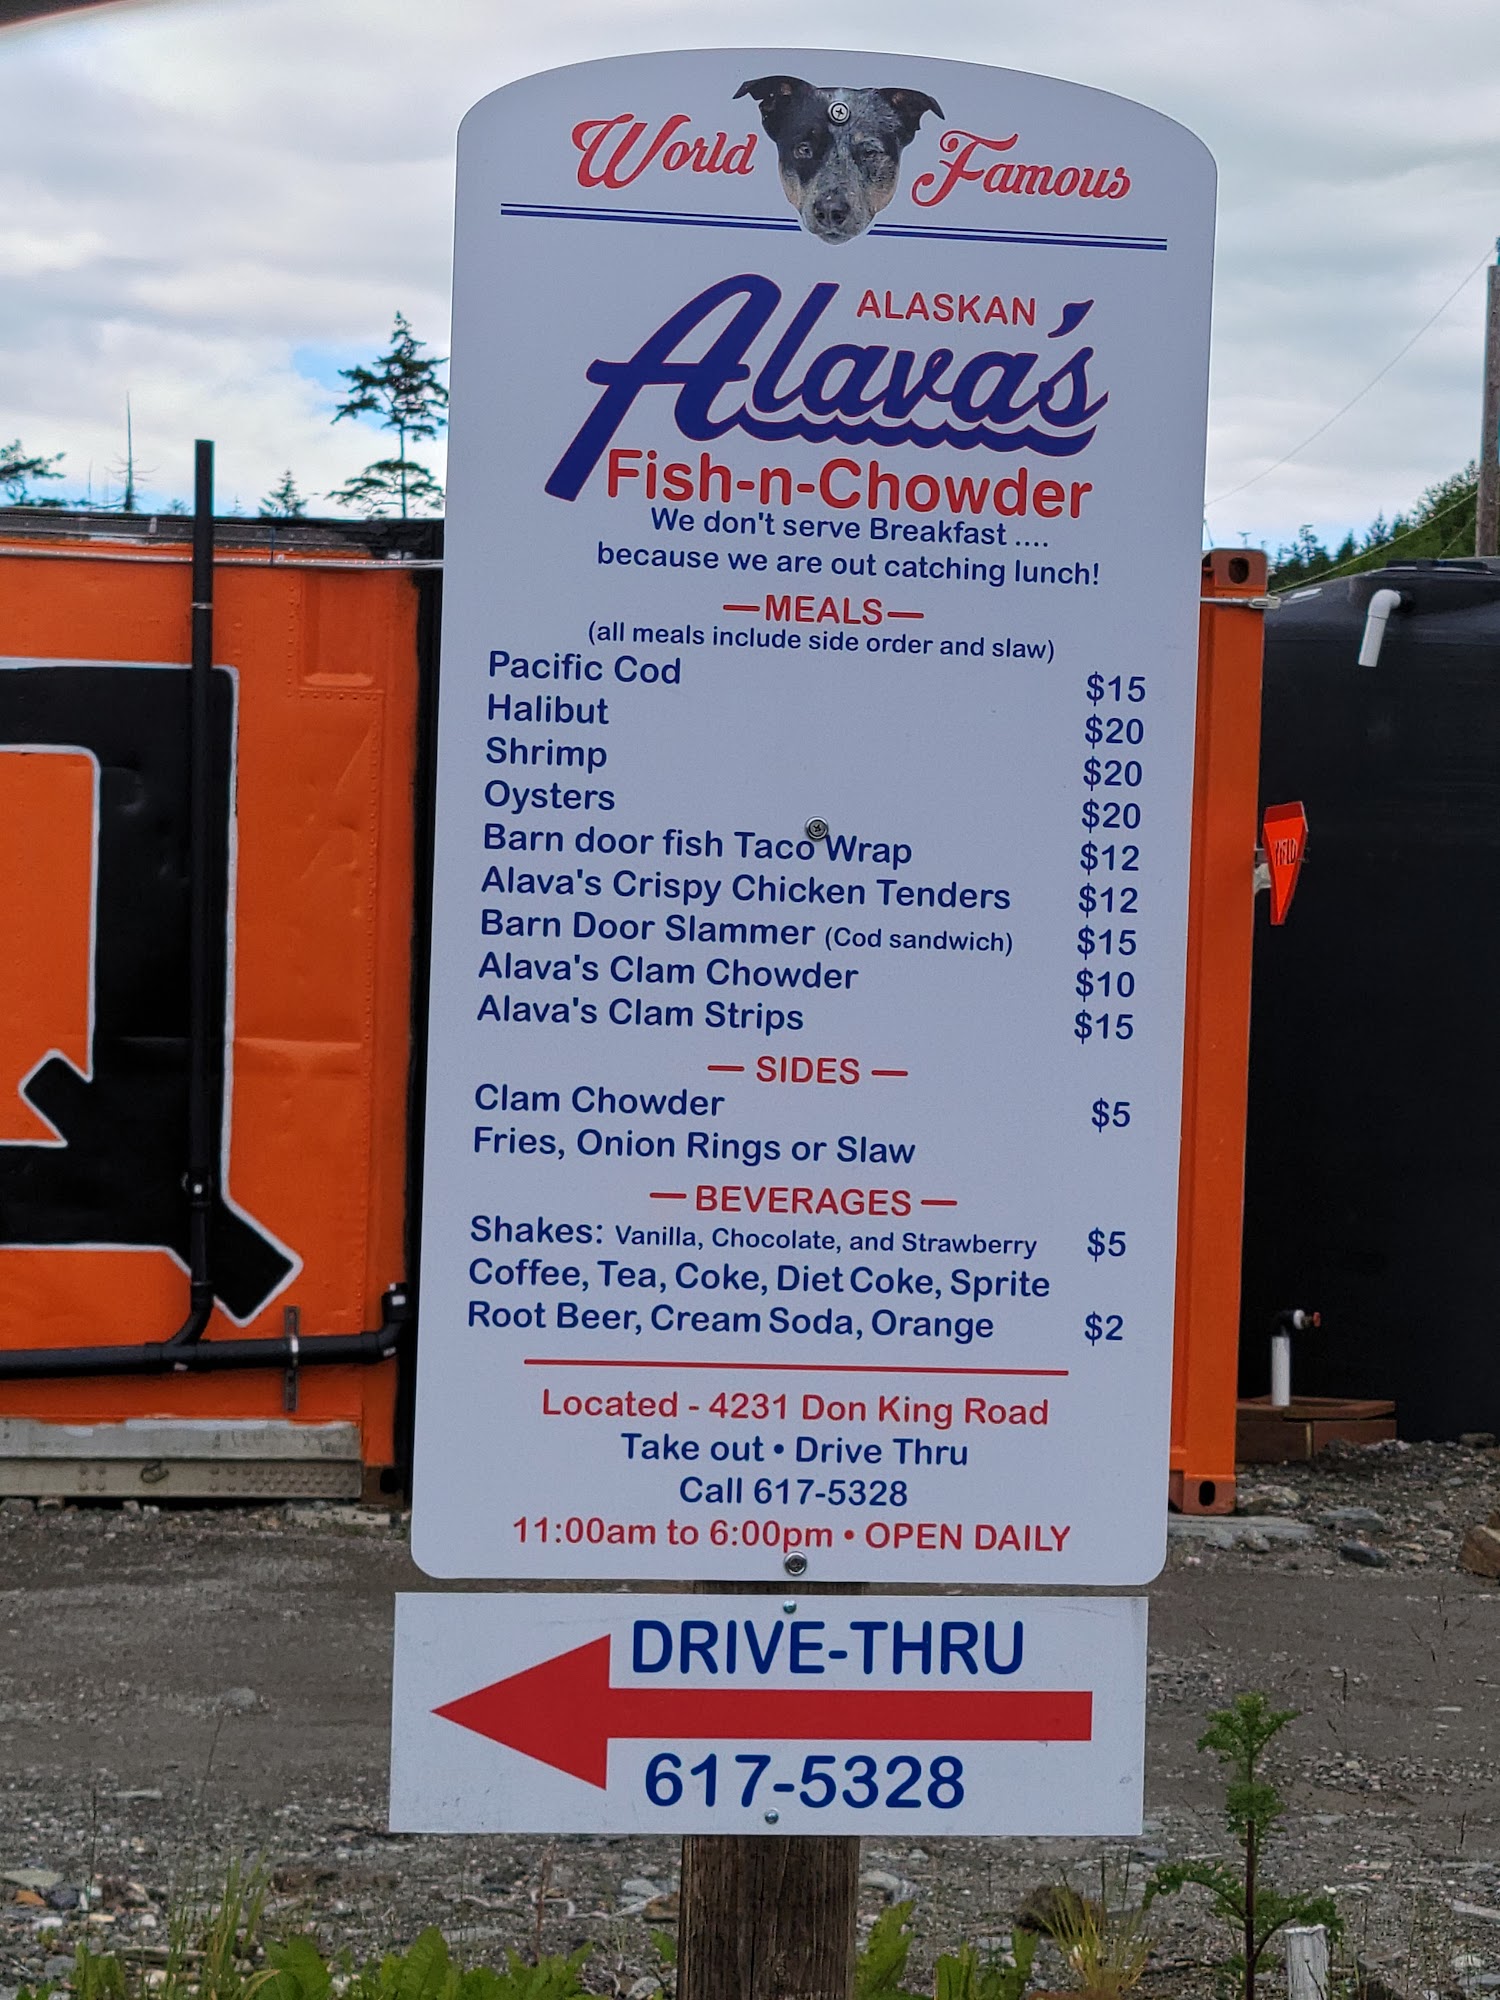 World Famous
ALASKAN
Alava's
Fish-n-Chowder
We don't serve Breakfast ....
because we are out catching lunch!
—MEALS—
(all meals include side order and slaw)
Pacific Cod $15
Halibut $20
Shrimp $20
Oysters $20
Barn door fish Taco Wrap $12
Alava's Crispy Chicken Tenders $12
Barn Door Slammer (Cod sandwich) $15
Alava's Clam Chowder $10
Alava's Clam Strips $15
— SIDES —
Clam Chowder $5
Fries, Onion Rings or Slaw
— BEVERAGES —
Shakes: Vanilla, Chocolate, and Strawberry $5
Coffee, Tea, Coke, Diet Coke, Sprite
Root Beer, Cream Soda, Orange $2
Located - 4231 Don King Road
Take out • Drive Thru
Call 617-5328
11:00am to 6:00pm • OPEN DAILY
DRIVE-THRU
617-5328